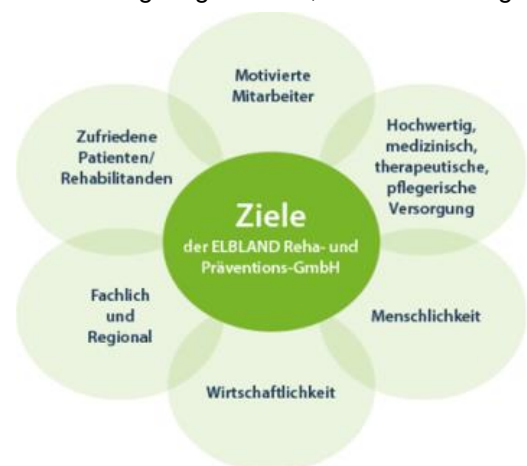 Motivierte
Mitarbeiter
Hochwertig,
medizinisch,
therapeutische,
pflegerische
Versorgung
Menschlichkeit
Wirtschaftlichkeit
Fachlich
und
Regional
Zufriedene
Patienten/
Rehabilitanden
Ziele
der ELBLAND Reha- und
Präventions-GmbH